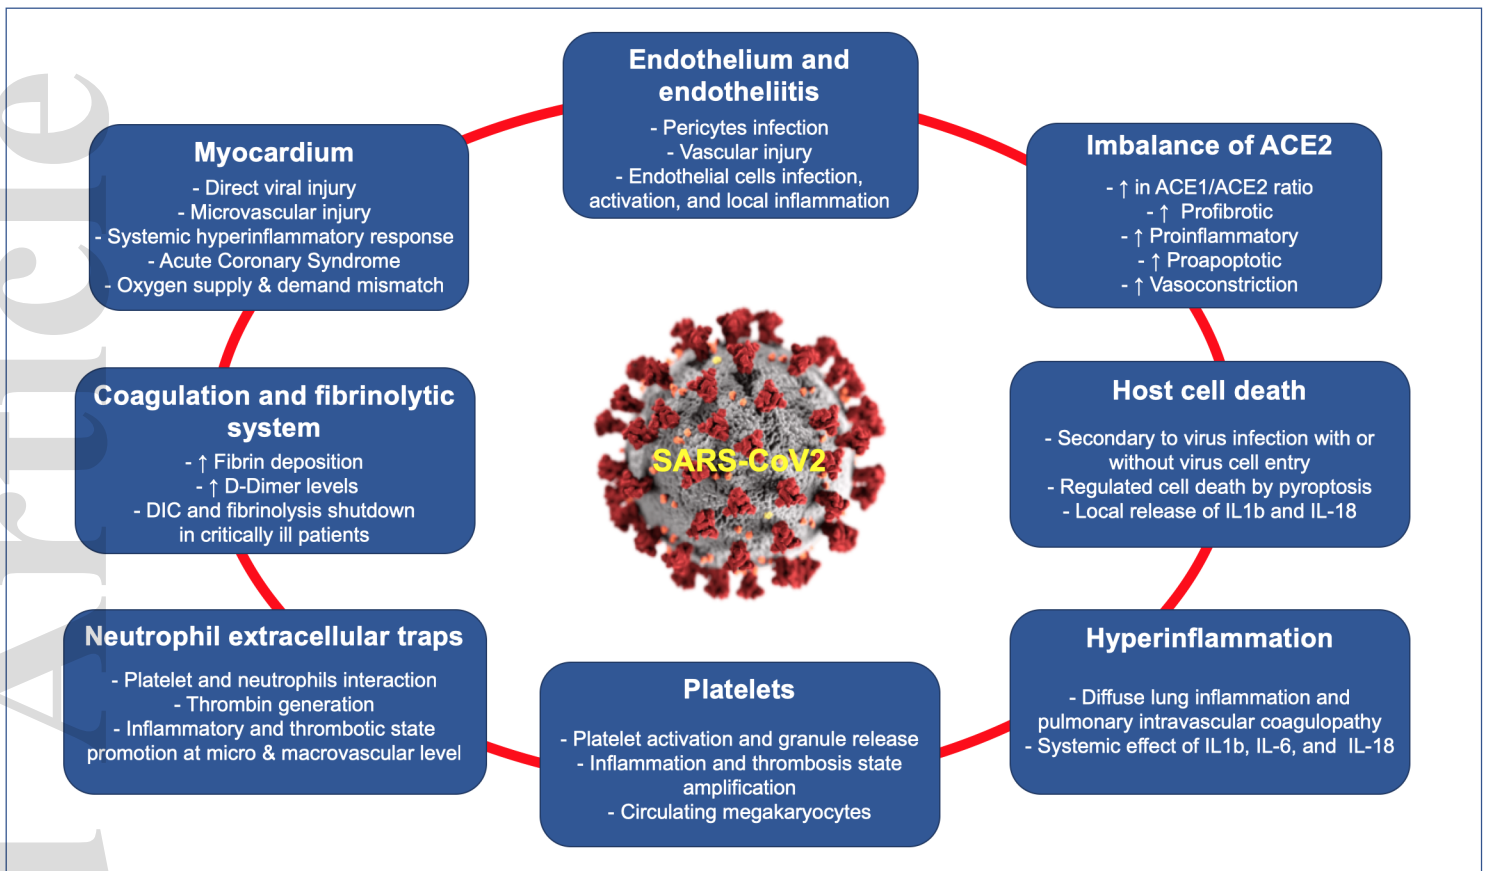 Endothelium and
endotheliitis
- Pericytes infection
- Vascular injury
- Endothelial cells infection,
activation, and local inflammation
Imbalance of ACE2
- ↑ in ACE1/ACE2 ratio
- ↑ Profibrotic
- ↑ Proinflammatory
- ↑ Proapoptotic
- ↑ Vasoconstriction
Host cell death
- Secondary to virus infection with or
without virus cell entry
- Regulated cell death by pyroptosis
- Local release of IL1b and IL-18
Hyperinflammation
- Diffuse lung inflammation and
pulmonary intravascular coagulopathy
- Systemic effect of IL1b, IL-6, and IL-18
Platelets
- Platelet activation and granule release
- Inflammation and thrombosis state
amplification
- Circulating megakaryocytes
Neutrophil extracellular traps
- Platelet and neutrophils interaction
- Thrombin generation
- Inflammatory and thrombotic state
promotion at micro & macrovascular level
Coagulation and fibrinolytic
system
- ↑ Fibrin deposition
- ↑ D-Dimer levels
- DIC and fibrinolysis shutdown
in critically ill patients
Myocardium
- Direct viral injury
- Microvascular injury
- Systemic hyperinflammatory response
- Acute Coronary Syndrome
- Oxygen supply & demand mismatch
SARS-CoV2
Article